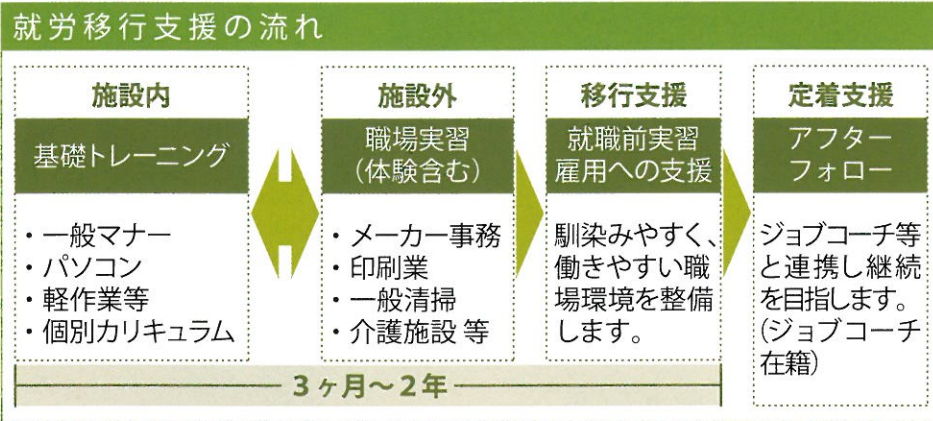 就労移行支援の流れ
施設内
基礎トレーニング
・一般マナー
・パソコン
・軽作業等
・個別カリキュラム
施設外
職場実習
（体験含む）
・メーカー事務
・印刷業
・一般清掃
・介護施設 等
移行支援
就職前実習
雇用への支援
馴染みやすく、
働きやすい職
場環境を整備
します。
定着支援
アフター
フォロー
ジョブコーチ等
と連携し継続
を目指します。
(ジョブコーチ
在籍)
3ヶ月〜2年